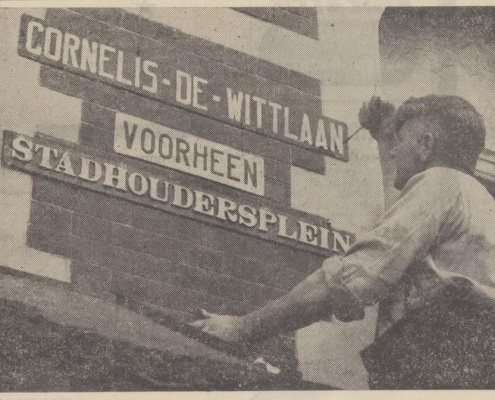 CORNELIS-DE-WITTLAAN
VOORHEEN
STADHOUDERSPLEIN